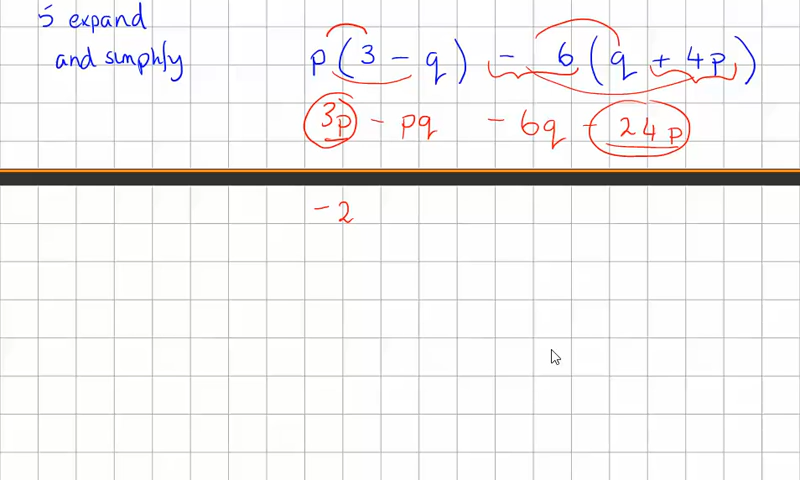 5 expand
and simplify
p(3 - q) - 6(q + 4p)
3p - pq - 6q - 24p
-2